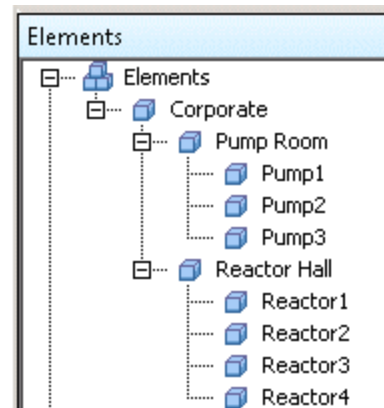 Elements
Elements
Corporate
Pump Room
Pump1
Pump2
Pump3
Reactor Hall
Reactor1
Reactor2
Reactor3
Reactor4